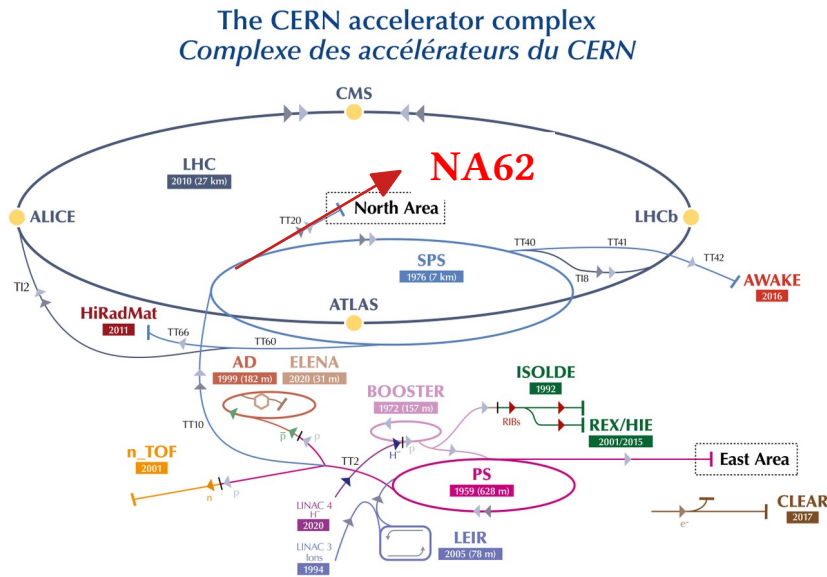 The CERN accelerator complex
Complexe des accélérateurs du CERN
CMS
NA62
LHC
2010 (27 km)
ALICE
TT20
North Area
LHCb
SPS
1976 (7 km)
TT40
TT41
TT42
TI8
AWAKE
2016
TI2
HiRadMat
2011
ATLAS
TT66
TT60
AD
1999 (182 m)
ELENA
2020 (31 m)
BOOSTER
1972 (157 m)
ISOLDE
1992
RIBs
REX/HIE
2001/2015
TT10
p̅
p
H⁻
p
n_TOF
2001
n
p
TT2
PS
1959 (628 m)
East Area
LINAC 4
H⁻
2020
LINAC 3
Ions
1994
LEIR
2005 (78 m)
e⁻
CLEAR
2017